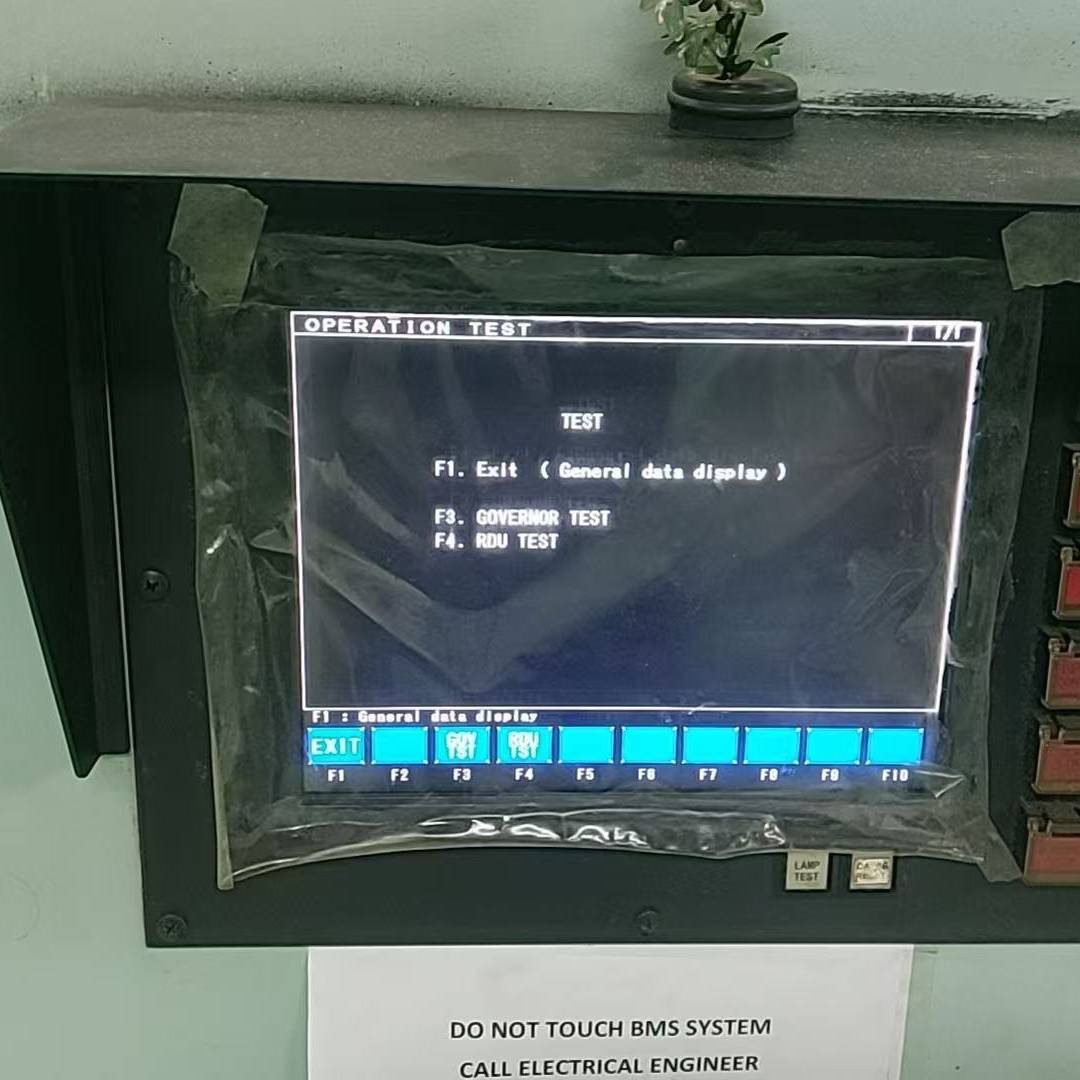 OPERATION TEST 1/1
TEST
F1. Exit ( General data display )
F3. GOVERNOR TEST
F4. RDU TEST
F1 : General data display
EXIT GOV TST RDU TST
F1 F2 F3 F4 F5 F6 F7 F8 F9 F10
LAMP TEST
DO NOT TOUCH BMS SYSTEM
CALL ELECTRICAL ENGINEER